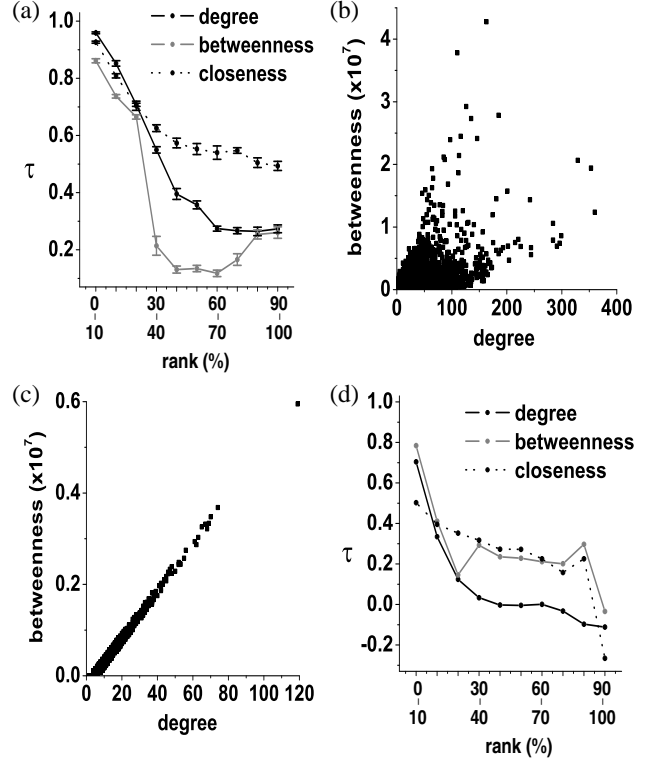 (a)
degree
betweenness
closeness
1.0
0.8
0.6
0.4
0.2
τ
0 30 60 90
10 40 70 100
rank (%)
(b)
betweenness (x10⁷)
4
3
2
1
0
0 100 200 300 400
degree
(c)
betweenness (x10⁷)
0.6
0.4
0.2
0.0
0 20 40 60 80 100 120
degree
(d)
degree
betweenness
closeness
1.0
0.8
0.6
0.4
0.2
0.0
-0.2
τ
0 30 60 90
10 40 70 100
rank (%)